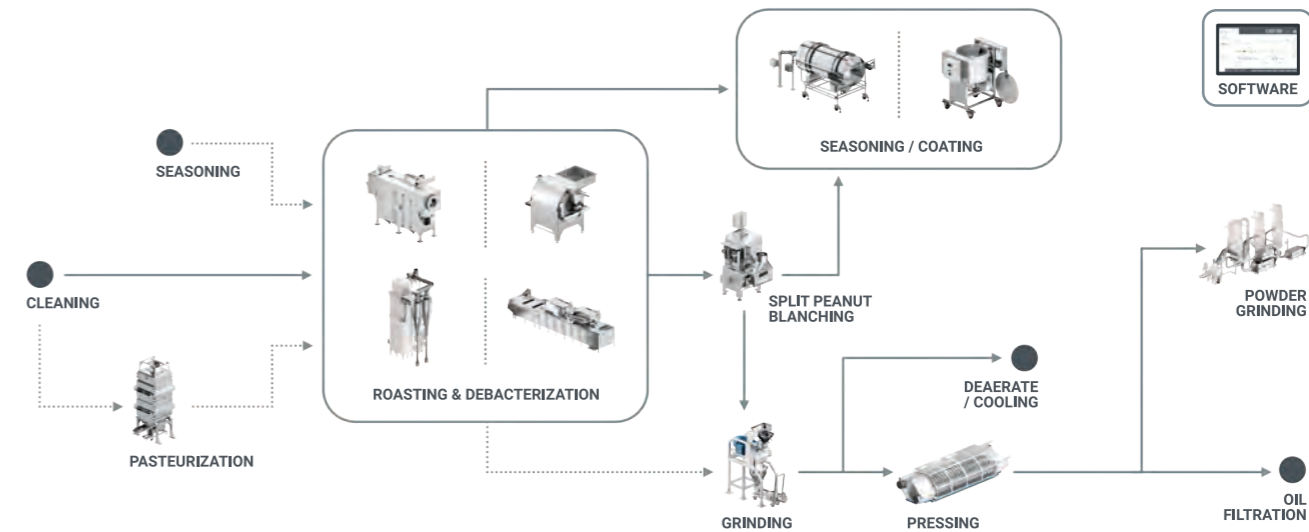 SOFTWARE
SEASONING / COATING
SEASONING
CLEANING
SPLIT PEANUT
BLANCHING
POWDER
GRINDING
ROASTING & DEBACTERIZATION
DEAERATE
/ COOLING
PASTEURIZATION
GRINDING
PRESSING
OIL
FILTRATION